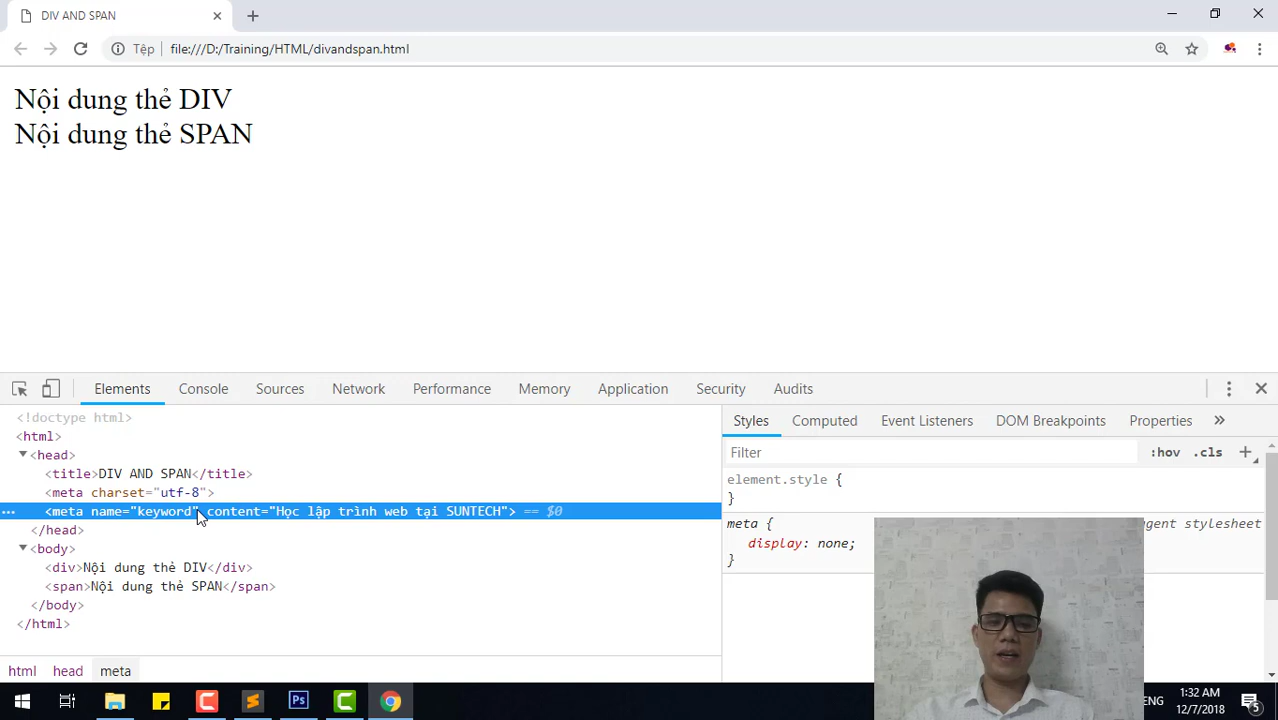 DIV AND SPAN
Tệp file:///D:/Training/HTML/divandspan.html
Nội dung thẻ DIV
Nội dung thẻ SPAN
Elements Console Sources Network Performance Memory Application Security Audits
<!doctype html>
<html>
<head>
<title>DIV AND SPAN</title>
<meta charset="utf-8">
<meta name="keyword" content="Học lập trình web tại SUNTECH"> == $0
</head>
<body>
<div>Nội dung thẻ DIV</div>
<span>Nội dung thẻ SPAN</span>
</body>
</html>
html head meta
Styles Computed Event Listeners DOM Breakpoints Properties »
Filter :hov .cls +
element.style {
}
meta { agent stylesheet
display: none;
}
Ps ENG 1:32 AM
12/7/2018 5